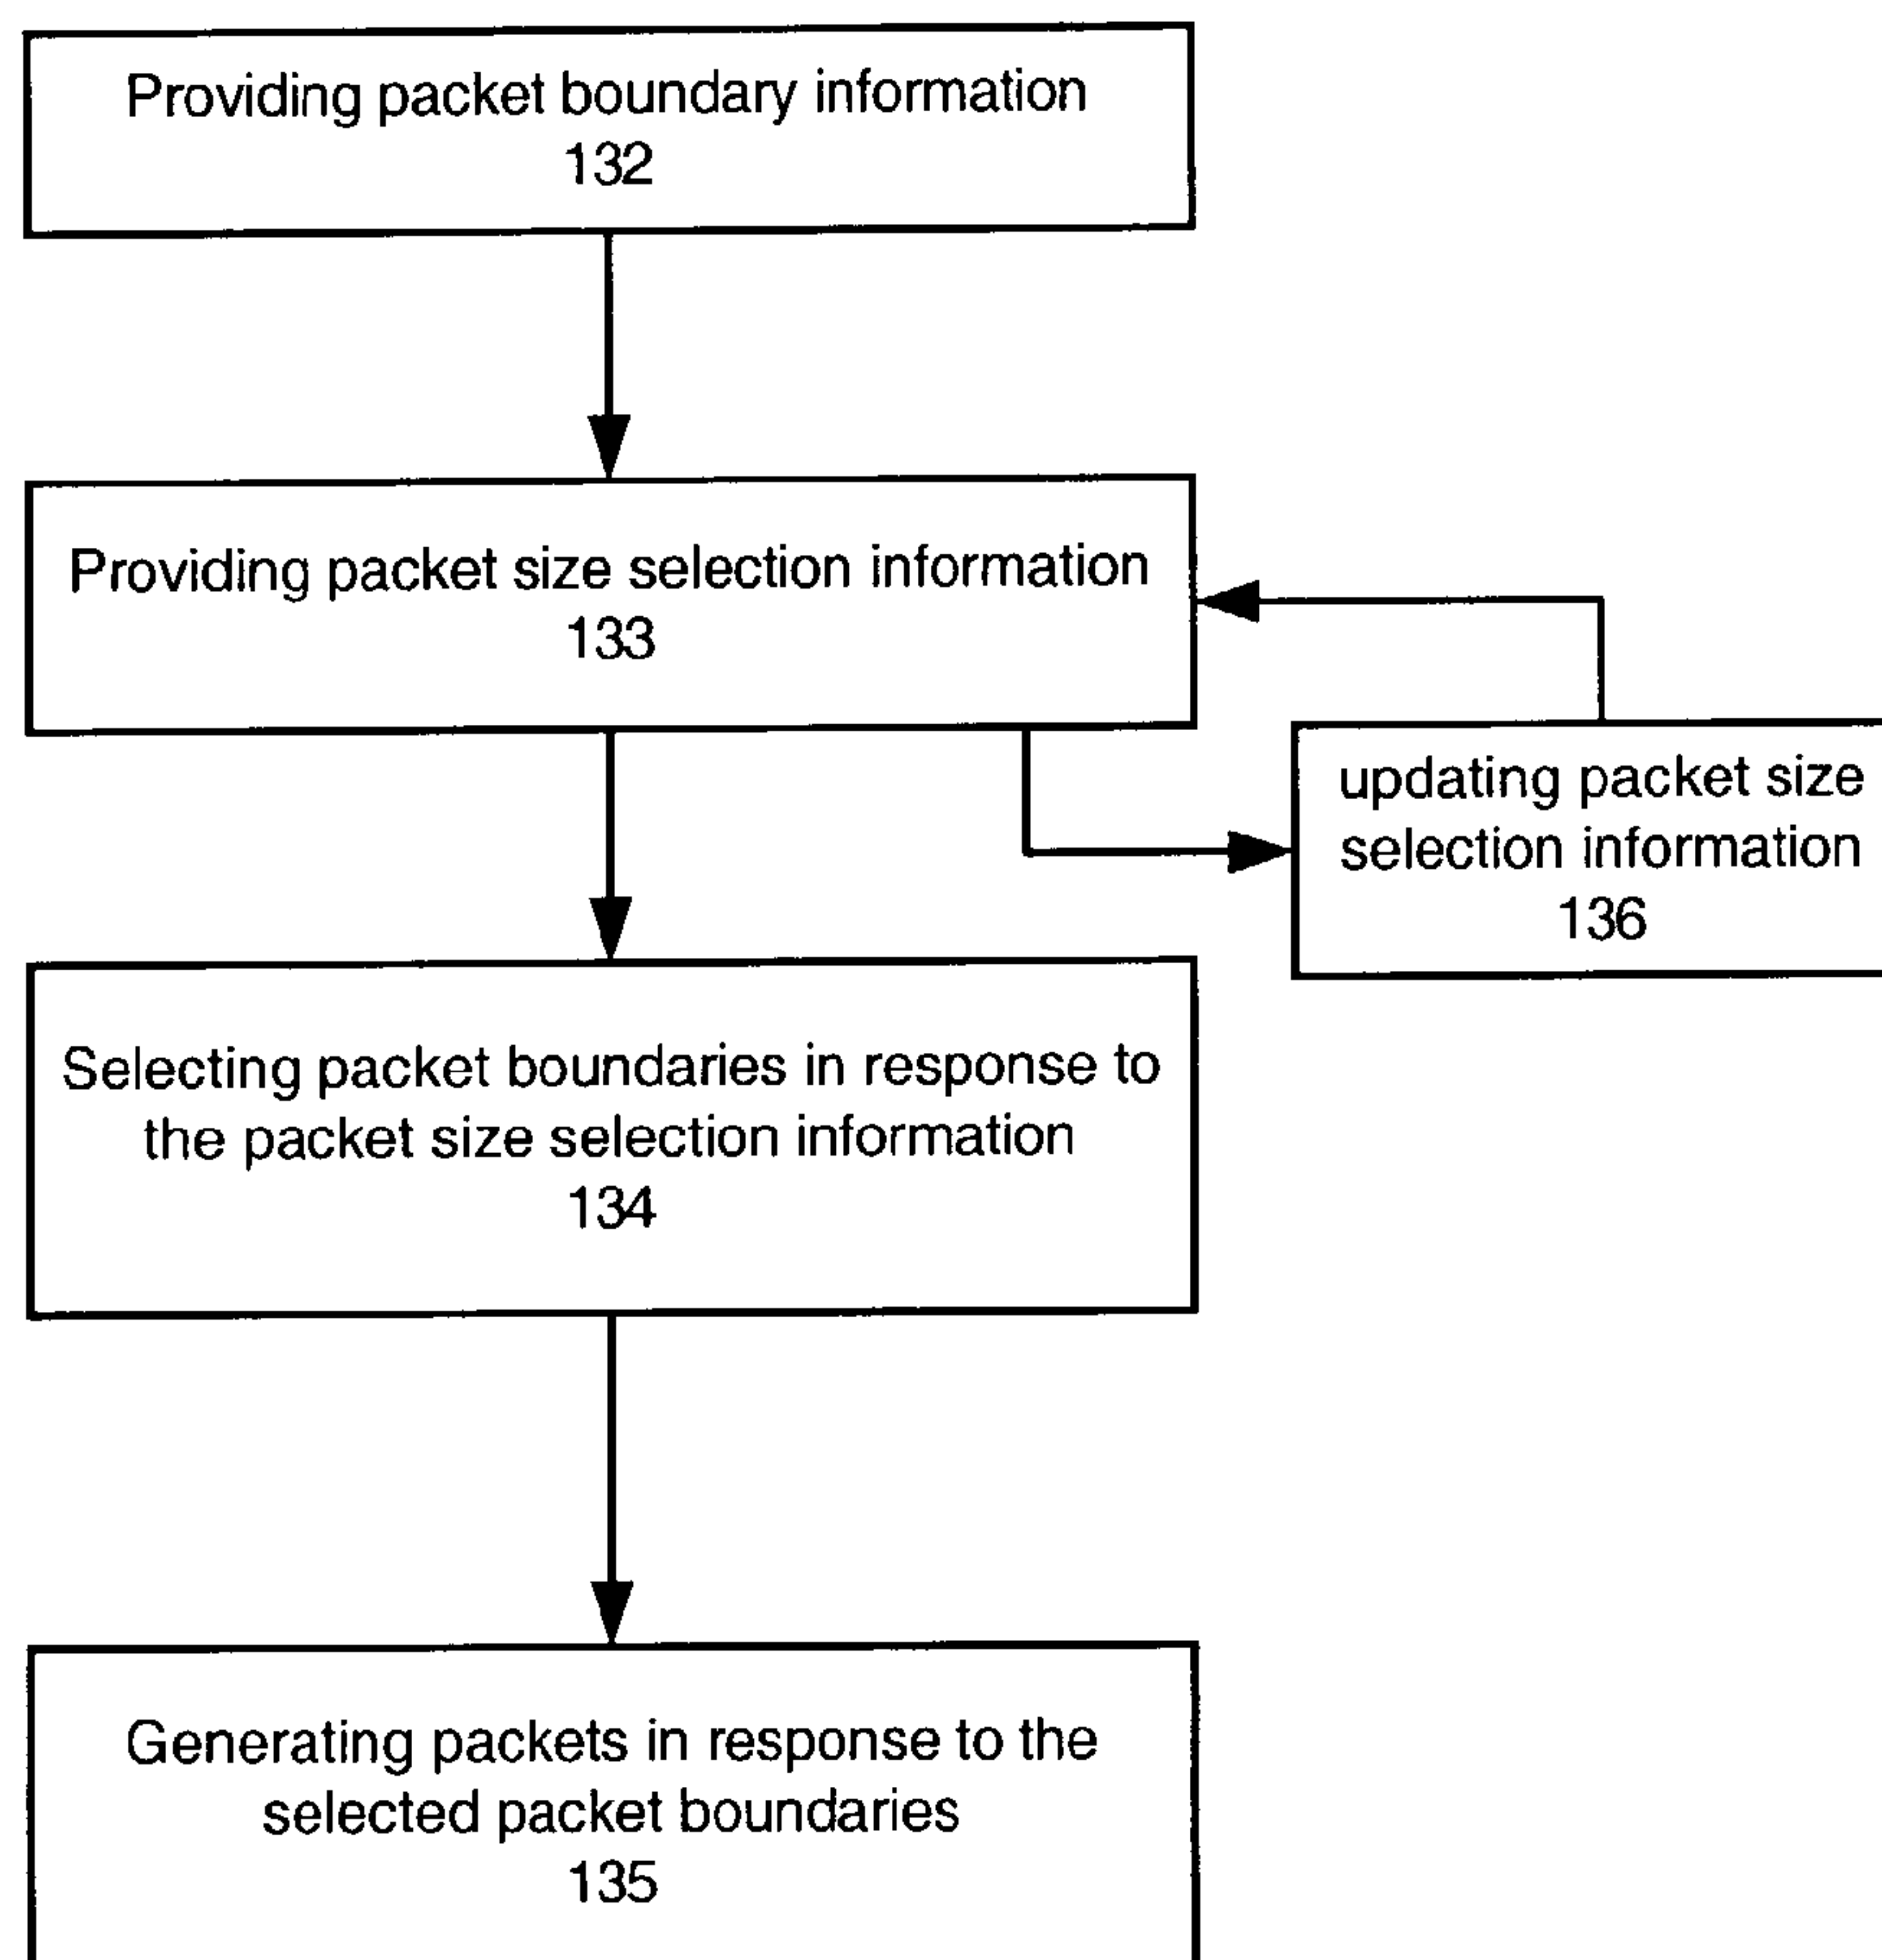 Providing packet boundary information
132
Providing packet size selection information
133
updating packet size
selection information
136
Selecting packet boundaries in response to
the packet size selection information
134
Generating packets in response to the
selected packet boundaries
135